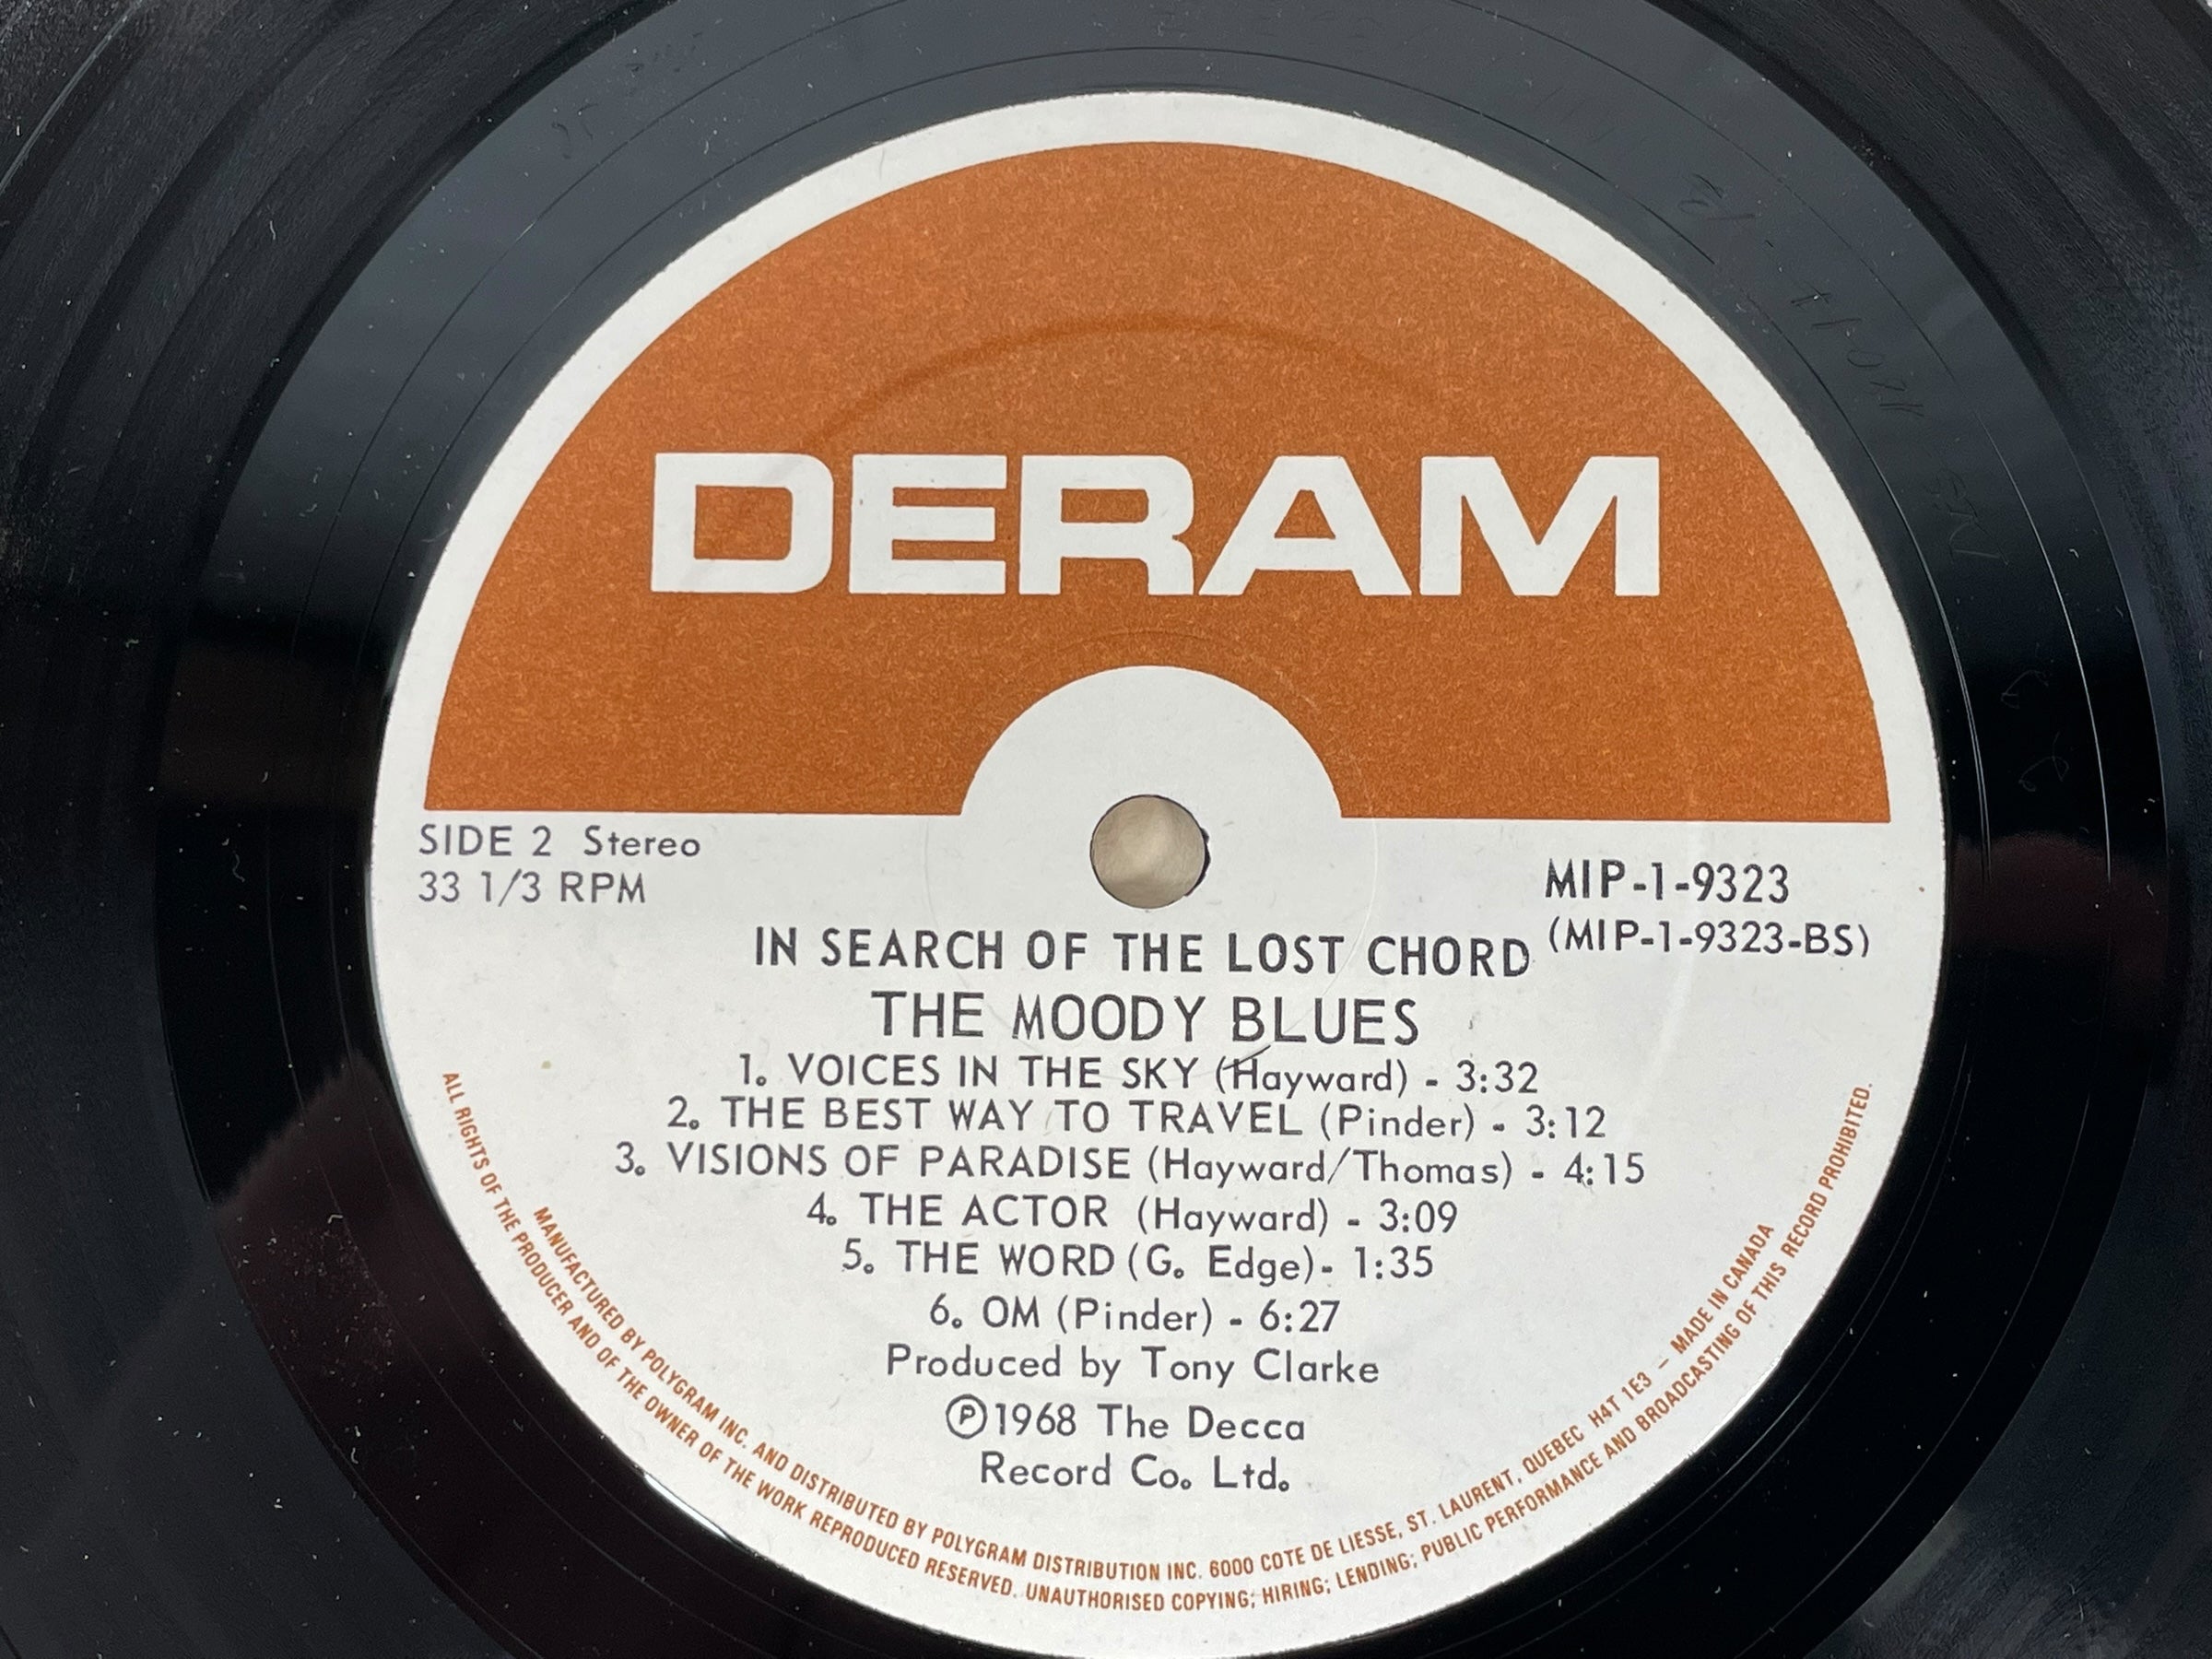 DERAM
SIDE 2 Stereo
33 1/3 RPM
MIP-1-9323
(MIP-1-9323-BS)
IN SEARCH OF THE LOST CHORD
THE MOODY BLUES
1. VOICES IN THE SKY (Hayward) - 3:32
2. THE BEST WAY TO TRAVEL (Pinder) - 3:12
3. VISIONS OF PARADISE (Hayward/Thomas) - 4:15
4. THE ACTOR (Hayward) - 3:09
5. THE WORD (G. Edge)- 1:35
6. OM (Pinder) - 6:27
Produced by Tony Clarke
Ⓟ1968 The Decca
Record Co. Ltd.
MANUFACTURED BY POLYGRAM INC. AND DISTRIBUTED BY POLYGRAM DISTRIBUTION INC. 6000 COTE DE LIESSE, ST. LAURENT, QUEBEC H4T 1E3 – MADE IN CANADA
ALL RIGHTS OF THE PRODUCER AND OF THE OWNER OF THE WORK REPRODUCED RESERVED. UNAUTHORISED COPYING; HIRING; LENDING; PUBLIC PERFORMANCE AND BROADCASTING OF THIS RECORD PROHIBITED.